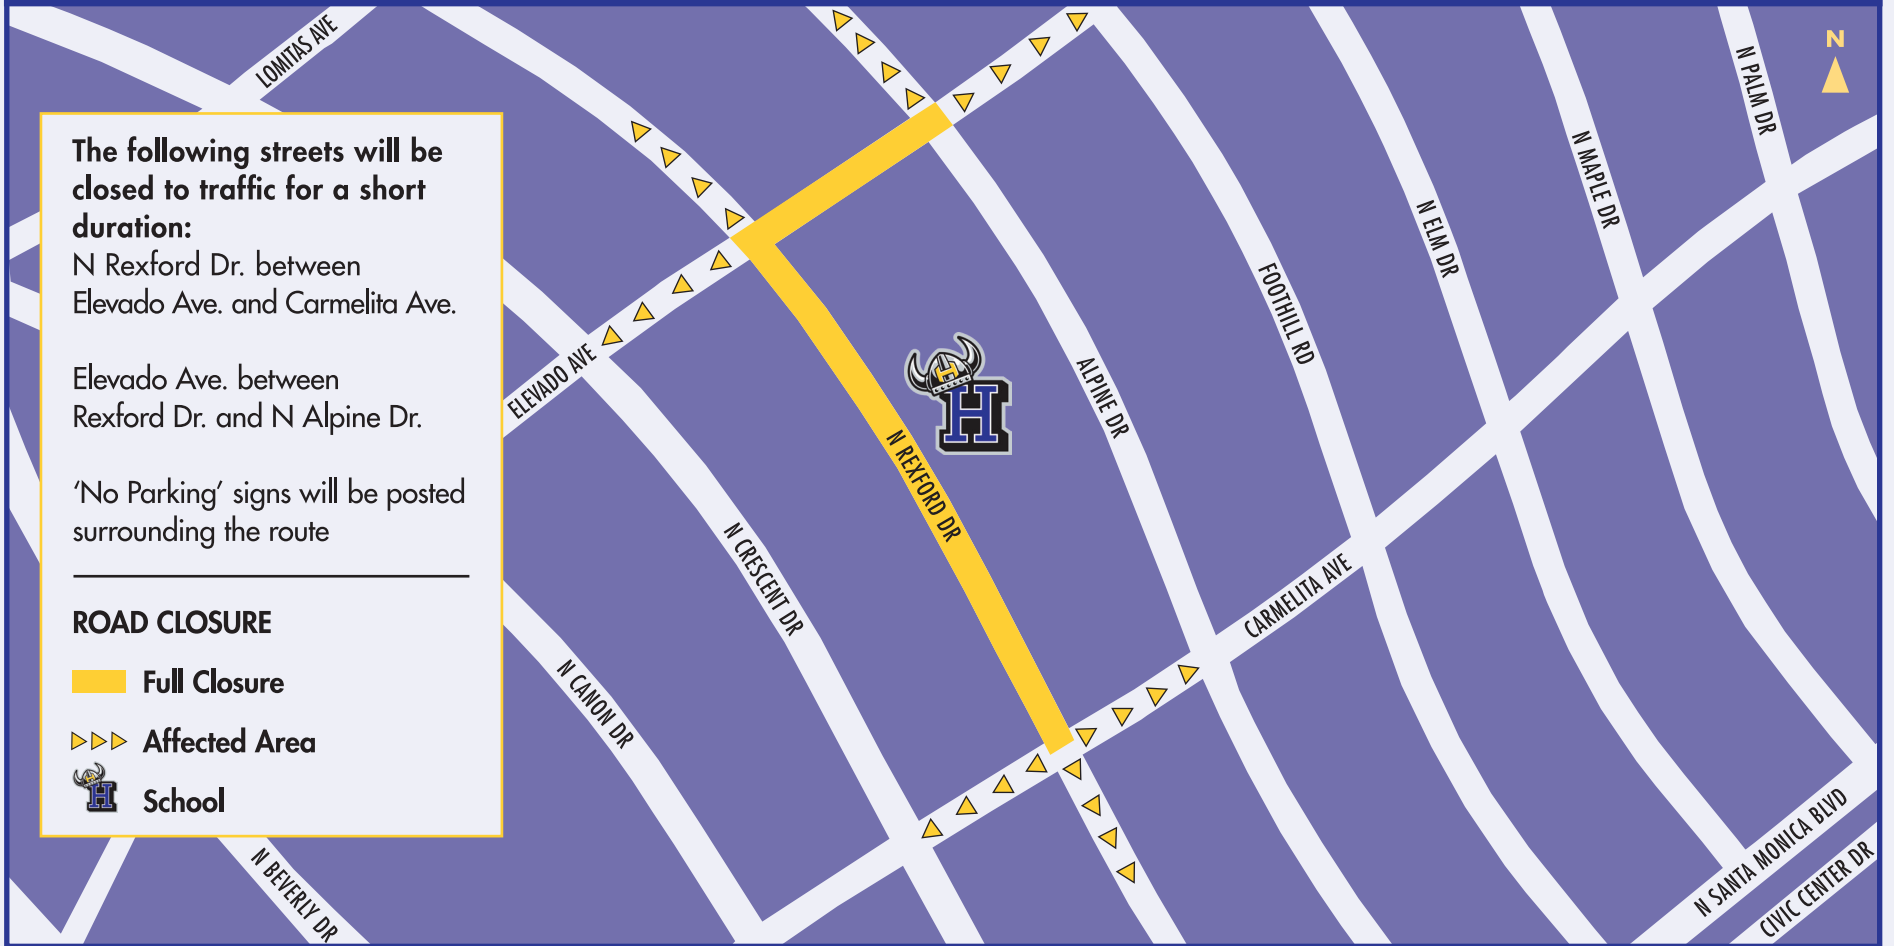 The following streets will be
closed to traffic for a short
duration:
N Rexford Dr. between
Elevado Ave. and Carmelita Ave.
Elevado Ave. between
Rexford Dr. and N Alpine Dr.
‘No Parking’ signs will be posted
surrounding the route
ROAD CLOSURE
Full Closure
Affected Area
H
School
LOMITAS AVE
ELEVADO AVE
N REXFORD DR
H
H
ALPINE DR
FOOTHILL RD
N ELM DR
N MAPLE DR
N PALM DR
N
N CRESCENT DR
N CANON DR
N BEVERLY DR
CARMELITA AVE
N SANTA MONICA BLVD
CIVIC CENTER DR